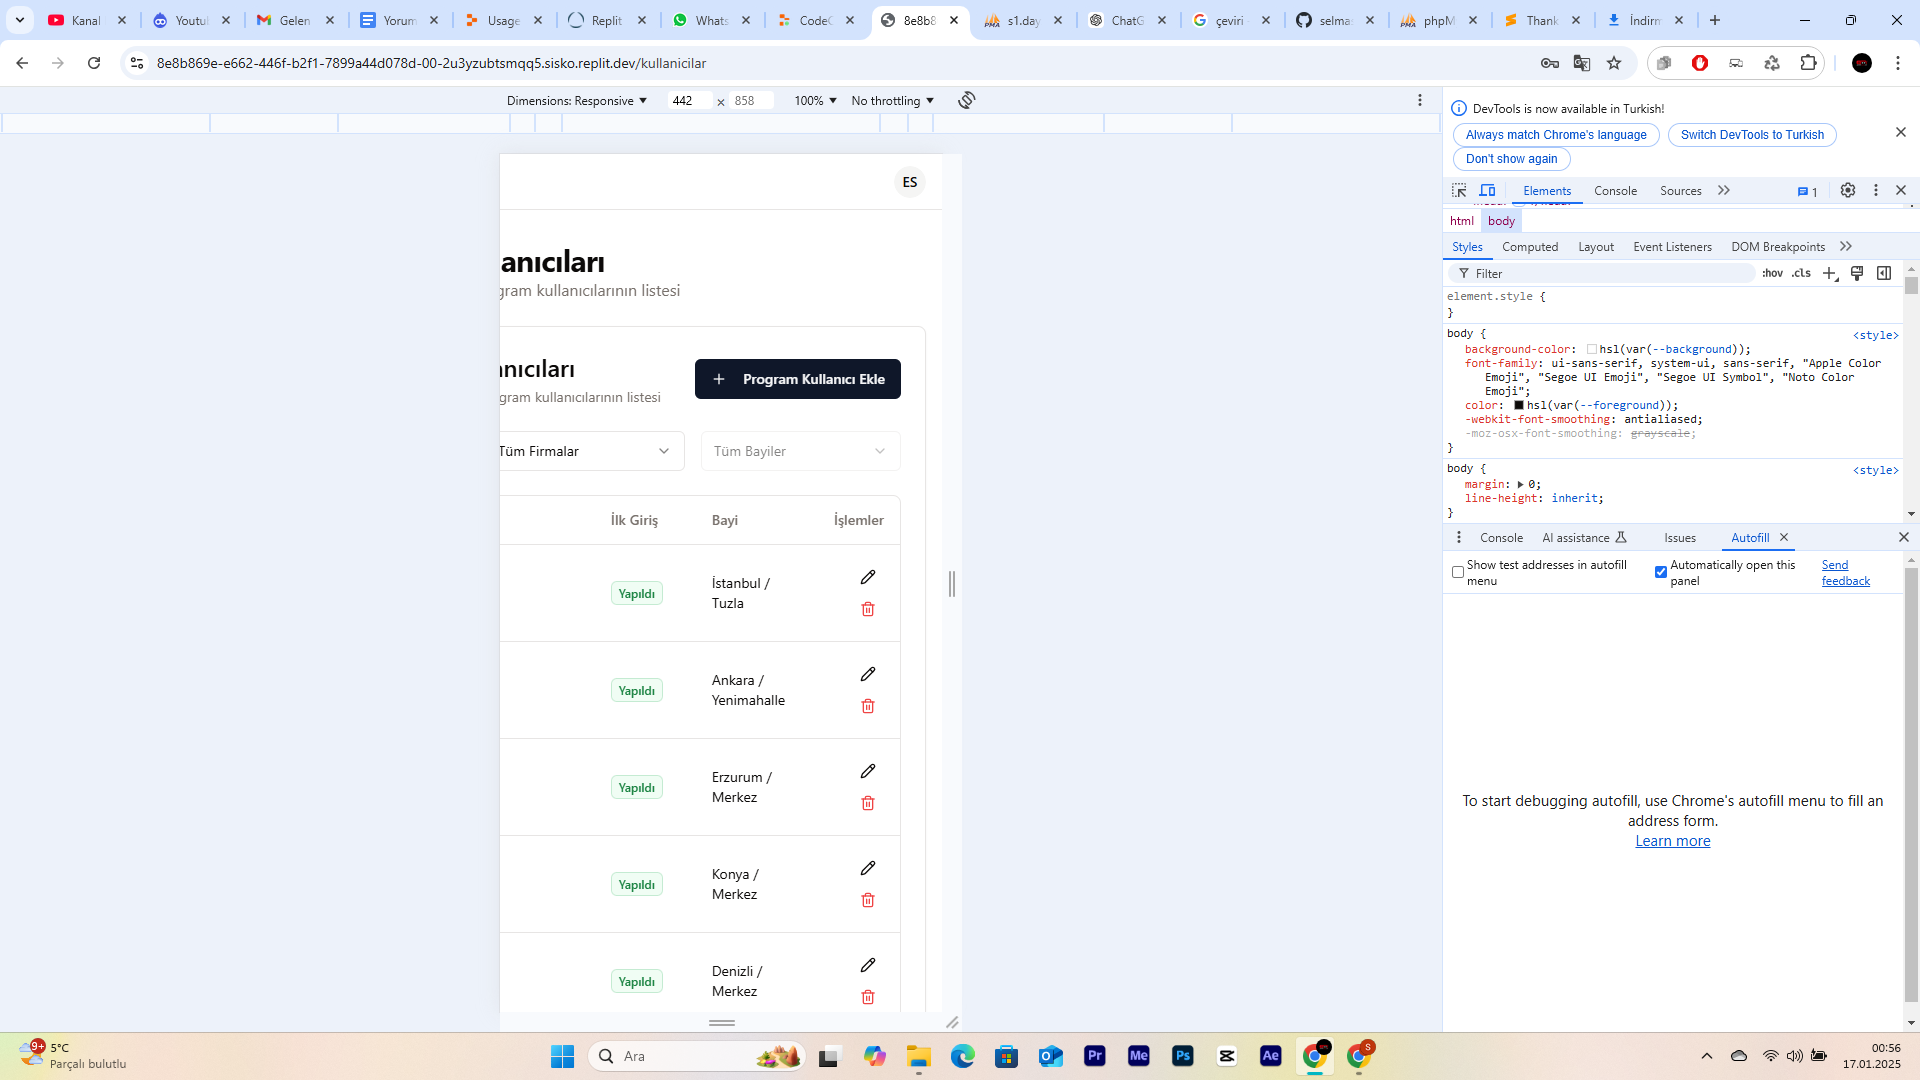 Kanal
Youtul
Gelen
Yorum
Usage
Replit
Whats
CodeC
8e8b8
s1.day
ChatG
çeviri
selma
phpM
Thank
İndirm
8e8b869e-e662-446f-b2f1-7899a44d078d-00-2u3yzubtsmqq5.sisko.replit.dev/kullanicilar
Dimensions: Responsive
442
858
100%
No throttling
DevTools is now available in Turkish!
Always match Chrome's language
Switch DevTools to Turkish
Don't show again
Elements
Console
Sources
1
html
body
Styles
Computed
Layout
Event Listeners
DOM Breakpoints
Filter
:hov
.cls
element.style {
}
body {
<style>
background-color: hsl(var(--background));
font-family: ui-sans-serif, system-ui, sans-serif, "Apple Color
Emoji", "Segoe UI Emoji", "Segoe UI Symbol", "Noto Color
Emoji";
color: hsl(var(--foreground));
-webkit-font-smoothing: antialiased;
-moz-osx-font-smoothing: grayscale;
}
body {
<style>
margin: 0;
line-height: inherit;
}
Console
AI assistance
Issues
Autofill
Show test addresses in autofill
menu
Automatically open this
panel
Send
feedback
To start debugging autofill, use Chrome's autofill menu to fill an
address form.
Learn more
ES
anıcıları
gram kullanıcılarının listesi
anıcıları
gram kullanıcılarının listesi
Program Kullanıcı Ekle
Tüm Firmalar
Tüm Bayiler
İlk Giriş
Bayi
İşlemler
Yapıldı
İstanbul /
Tuzla
Yapıldı
Ankara /
Yenimahalle
Yapıldı
Erzurum /
Merkez
Yapıldı
Konya /
Merkez
Yapıldı
Denizli /
Merkez
9+
5°C
Parçalı bulutlu
Ara
Pr
Me
Ps
Ae
S
00:56
17.01.2025